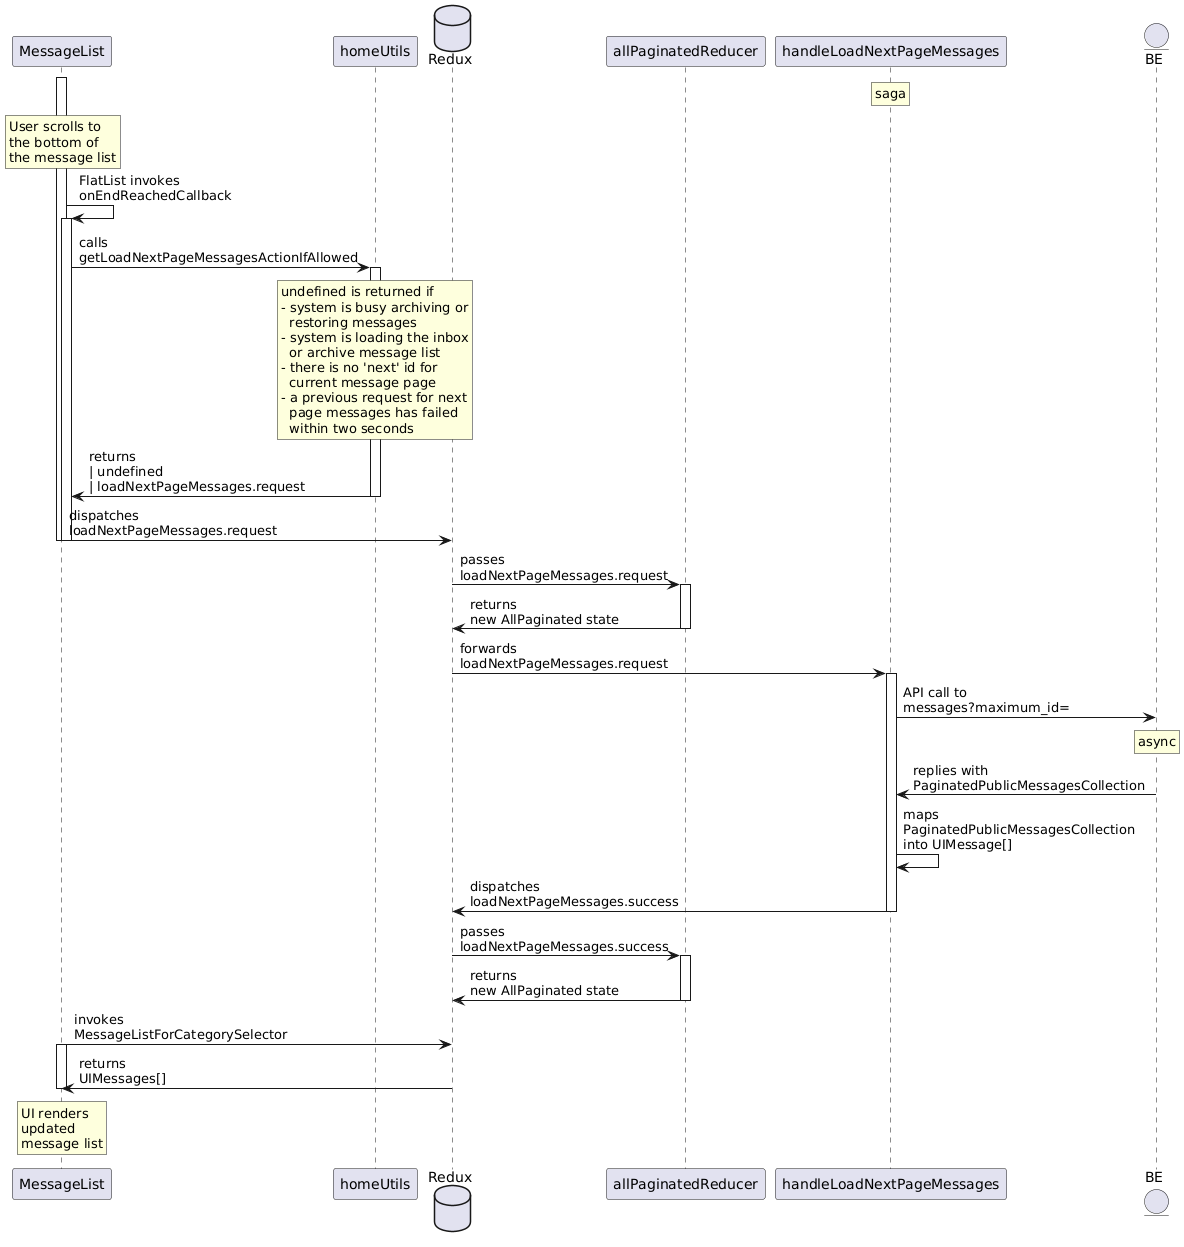 MessageList
homeUtils
Redux
allPaginatedReducer
handleLoadNextPageMessages
BE
saga
User scrolls to
the bottom of
the message list
FlatList invokes
onEndReachedCallback
calls
getLoadNextPageMessagesActionIfAllowed
undefined is returned if
- system is busy archiving or
restoring messages
- system is loading the inbox
or archive message list
- there is no 'next' id for
current message page
- a previous request for next
page messages has failed
within two seconds
returns
| undefined
| loadNextPageMessages.request
dispatches
loadNextPageMessages.request
passes
loadNextPageMessages.request
returns
new AllPaginated state
forwards
loadNextPageMessages.request
API call to
messages?maximum_id=
async
replies with
PaginatedPublicMessagesCollection
maps
PaginatedPublicMessagesCollection
into UIMessage[]
dispatches
loadNextPageMessages.success
passes
loadNextPageMessages.success
returns
new AllPaginated state
invokes
MessageListForCategorySelector
returns
UIMessages[]
UI renders
updated
message list
MessageList
homeUtils
Redux
allPaginatedReducer
handleLoadNextPageMessages
BE